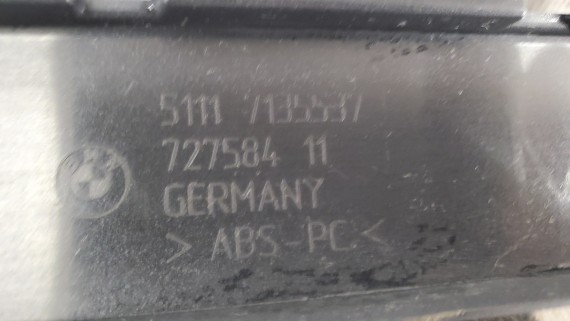 5111 7135537
727584 11
GERMANY
> ABS-PC <